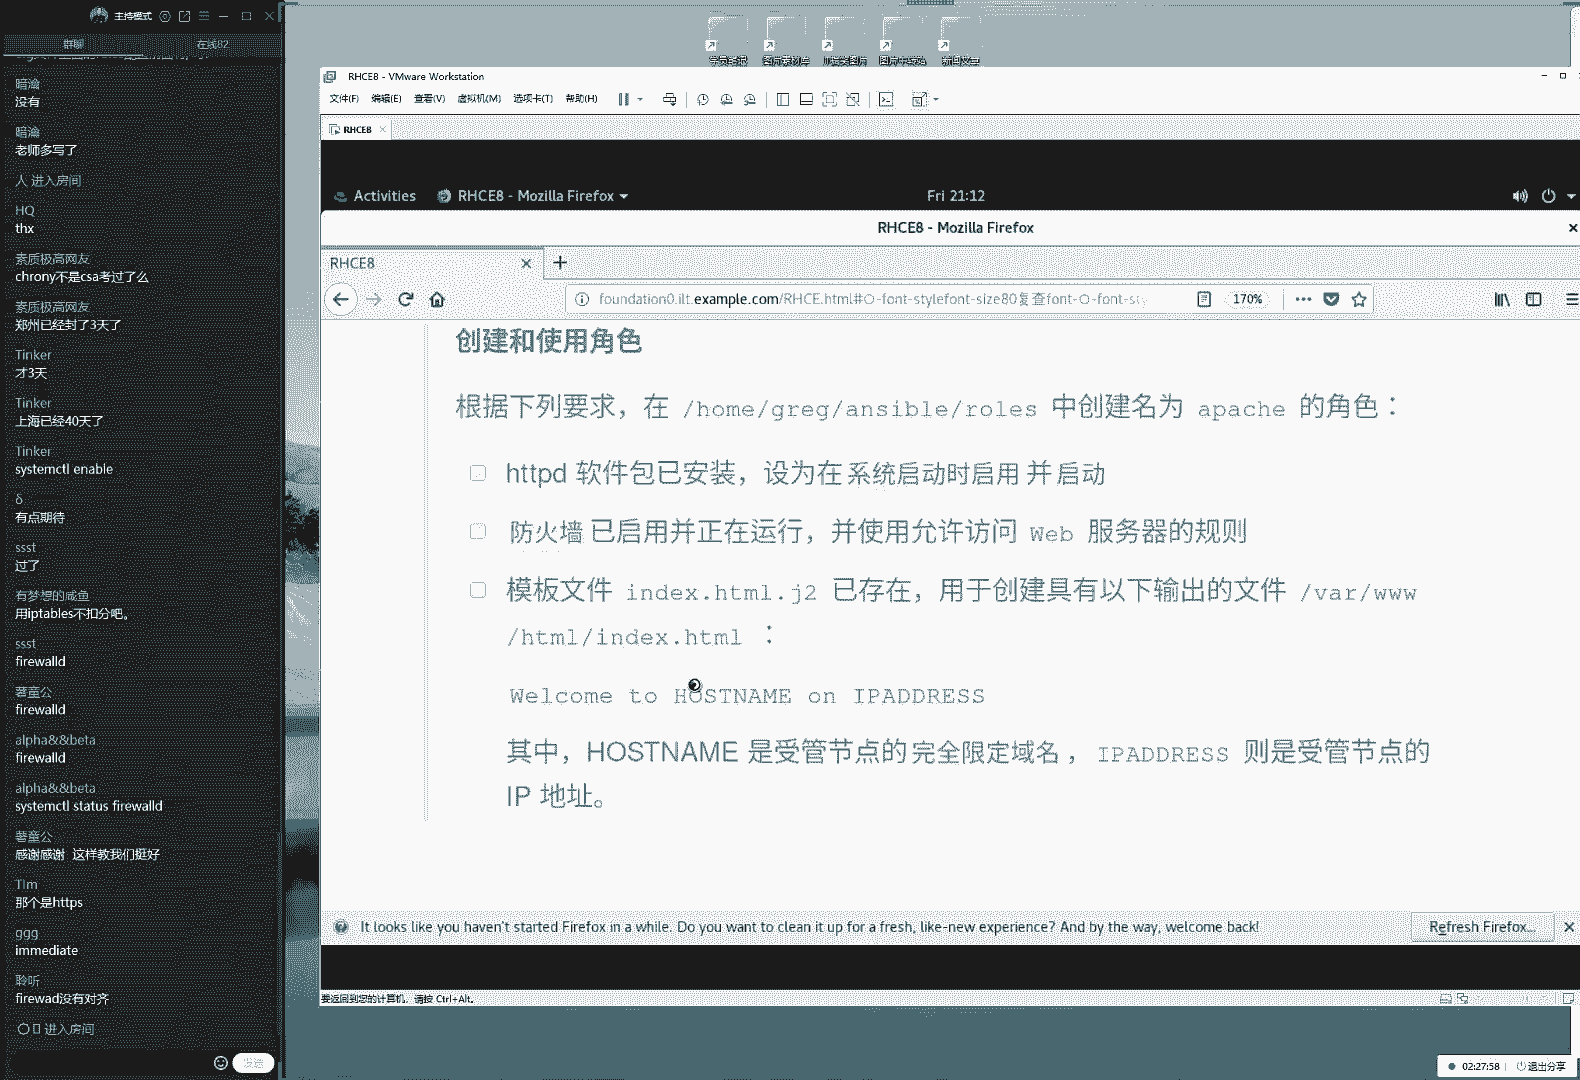 主持模式
群聊
在线82
暗瀹
没有
暗瀹
老师多写了
人 进入房间
HQ
thx
素质极高网友
chrony不是csa考过了么
素质极高网友
郑州已经封了3天了
Tinker
才3天
Tinker
上海已经40天了
Tinker
systemctl enable
δ
有点期待
ssst
过了
有梦想的咸鱼
用iptables不扣分吧。
ssst
firewalld
薯童公
firewalld
alpha&&beta
firewalld
alpha&&beta
systemctl status firewalld
薯童公
感谢感谢 这样教我们挺好
TIm
那个是https
ggg
immediate
聆听
firewad没有对齐
进入房间
发送
RHCE8 - VMware Workstation
文件(F) 编辑(E) 查看(V) 虚拟机(M) 选项卡(T) 帮助(H)
RHCE8
Activities RHCE8 - Mozilla Firefox Fri 21:12
RHCE8 - Mozilla Firefox
RHCE8
foundation0.ilt.example.com/RHCE.html#O-font-stylefont-size80复查font-O-font-sty 170%
创建和使用角色
根据下列要求，在 /home/greg/ansible/roles 中创建名为 apache 的角色：
httpd 软件包已安装，设为在系统启动时启用并启动
防火墙 已启用并正在运行，并使用允许访问 Web 服务器的规则
模板文件 index.html.j2 已存在，用于创建具有以下输出的文件 /var/www
/html/index.html ：
Welcome to HOSTNAME on IPADDRESS
其中，HOSTNAME 是受管节点的完全限定域名， IPADDRESS 则是受管节点的
IP 地址。
It looks like you haven't started Firefox in a while. Do you want to clean it up for a fresh, like-new experience? And by the way, welcome back!
Refresh Firefox...
要返回到您的计算机，请按 Ctrl+Alt。
02:27:58 退出分享